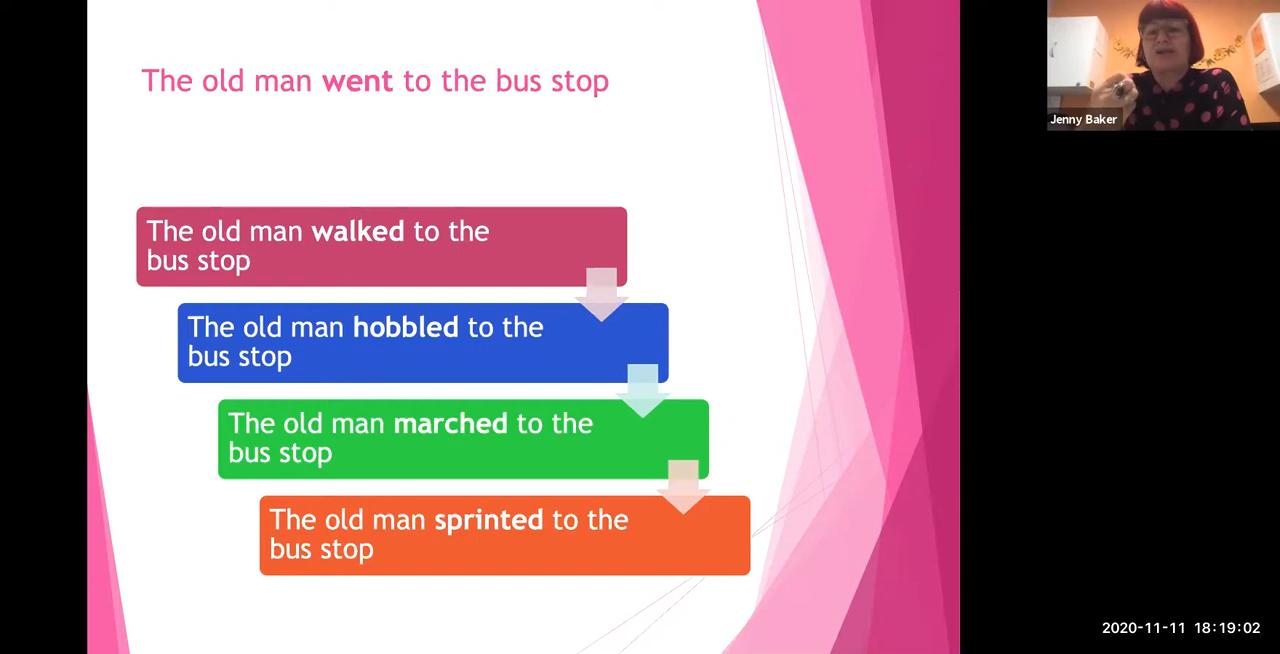 The old man went to the bus stop
The old man walked to the
bus stop
The old man hobbled to the
bus stop
The old man marched to the
bus stop
The old man sprinted to the
bus stop
Jenny Baker
2020-11-11 18:19:02